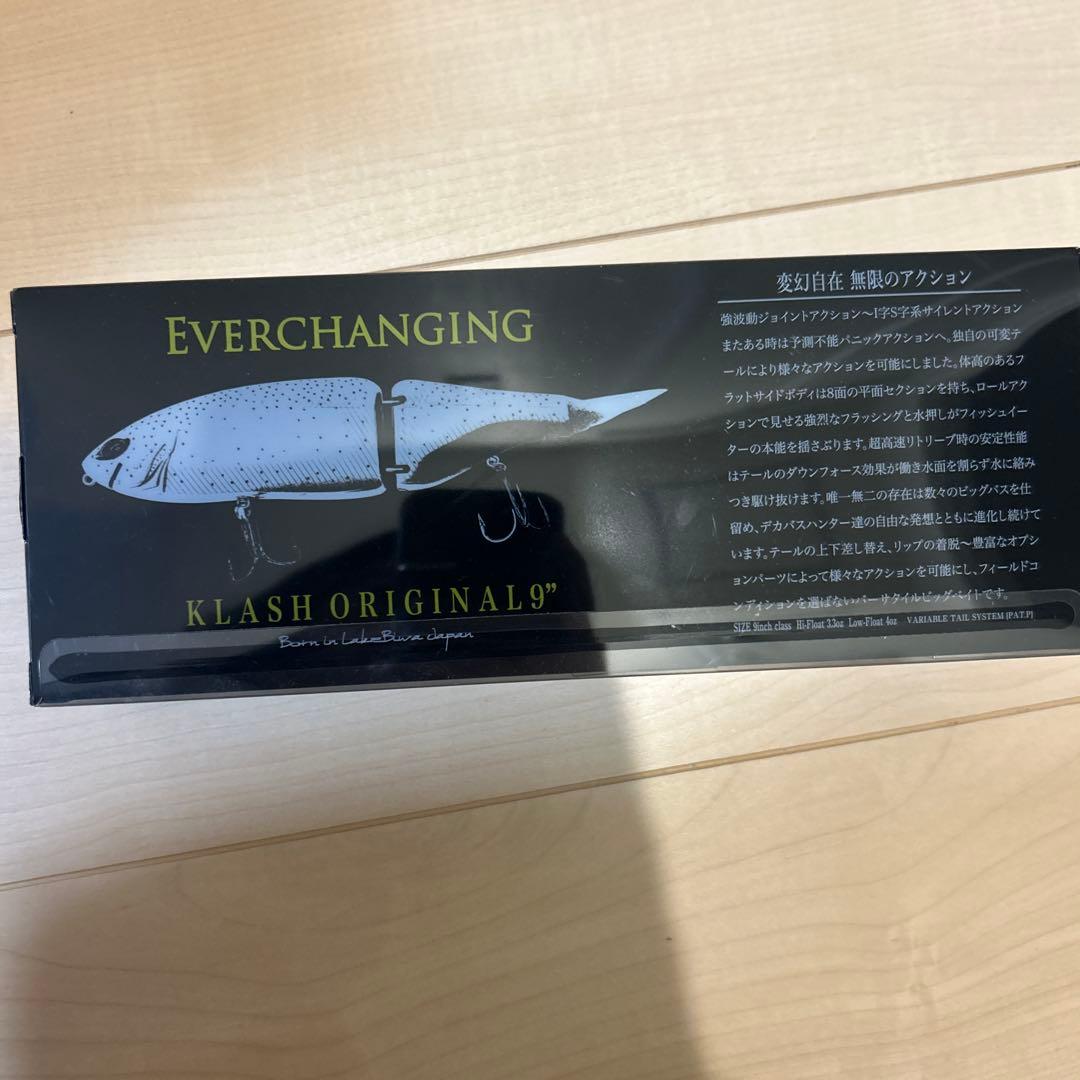 EVERCHANGING
KLASH ORIGINAL 9”
Born in Lake Biwa Japan
変幻自在 無限のアクション
強波動ジョイントアクション〜I字S字系サイレントアクション
またある時は予測不能パニックアクションへ。独自の可変テ
ールにより様々なアクションを可能にしました。体高のあるフ
ラットサイドボディは8面の平面セクションを持ち、ロールアク
ションで見せる強烈なフラッシングと水押しがフィッシュイー
ターの本能を揺さぶります。超高速リトリーブ時の安定性能
はテールのダウンフォース効果が働き水面を割らず水に絡み
つき駆け抜けます。唯一無二の存在は数々のビッグバスを仕
留め、デカバスハンター達の自由な発想とともに進化し続けて
います。テールの上下差し替え、リップの着脱〜豊富なオプシ
ョンパーツによって様々なアクションを可能にし、フィールドコ
ンディションを選ばないバーサタイルビッグベイトです。
SIZE 9inch class Hi-Float 3.3oz Low-Float 4oz VARIABLE TAIL SYSTEM [PAT.P]